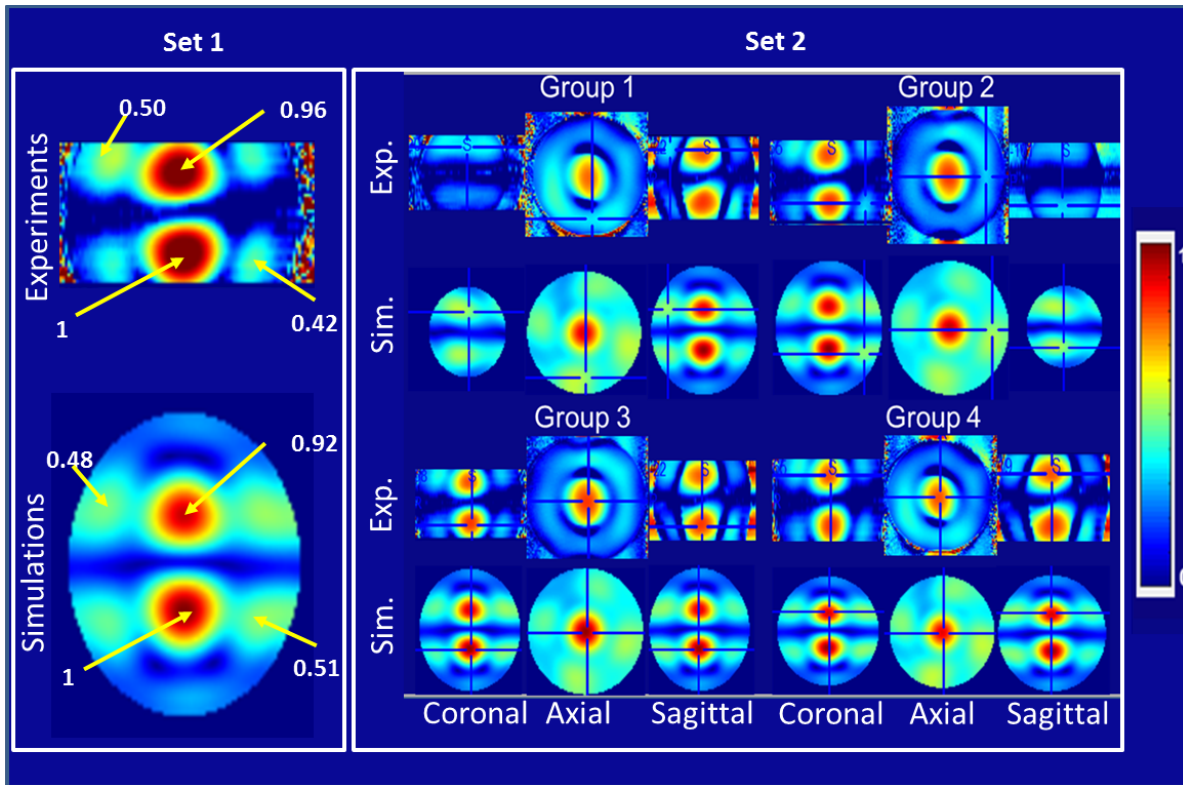 Set 1
Set 2
0.50
0.96
Experiments
1
0.42
0.48
0.92
Simulations
1
0.51
Group 1
Group 2
Exp.
S
S
S
S
Sim.
Group 3
Group 4
Exp.
S
S
S
S
Sim.
Coronal Axial Sagittal Coronal Axial Sagittal
1
0